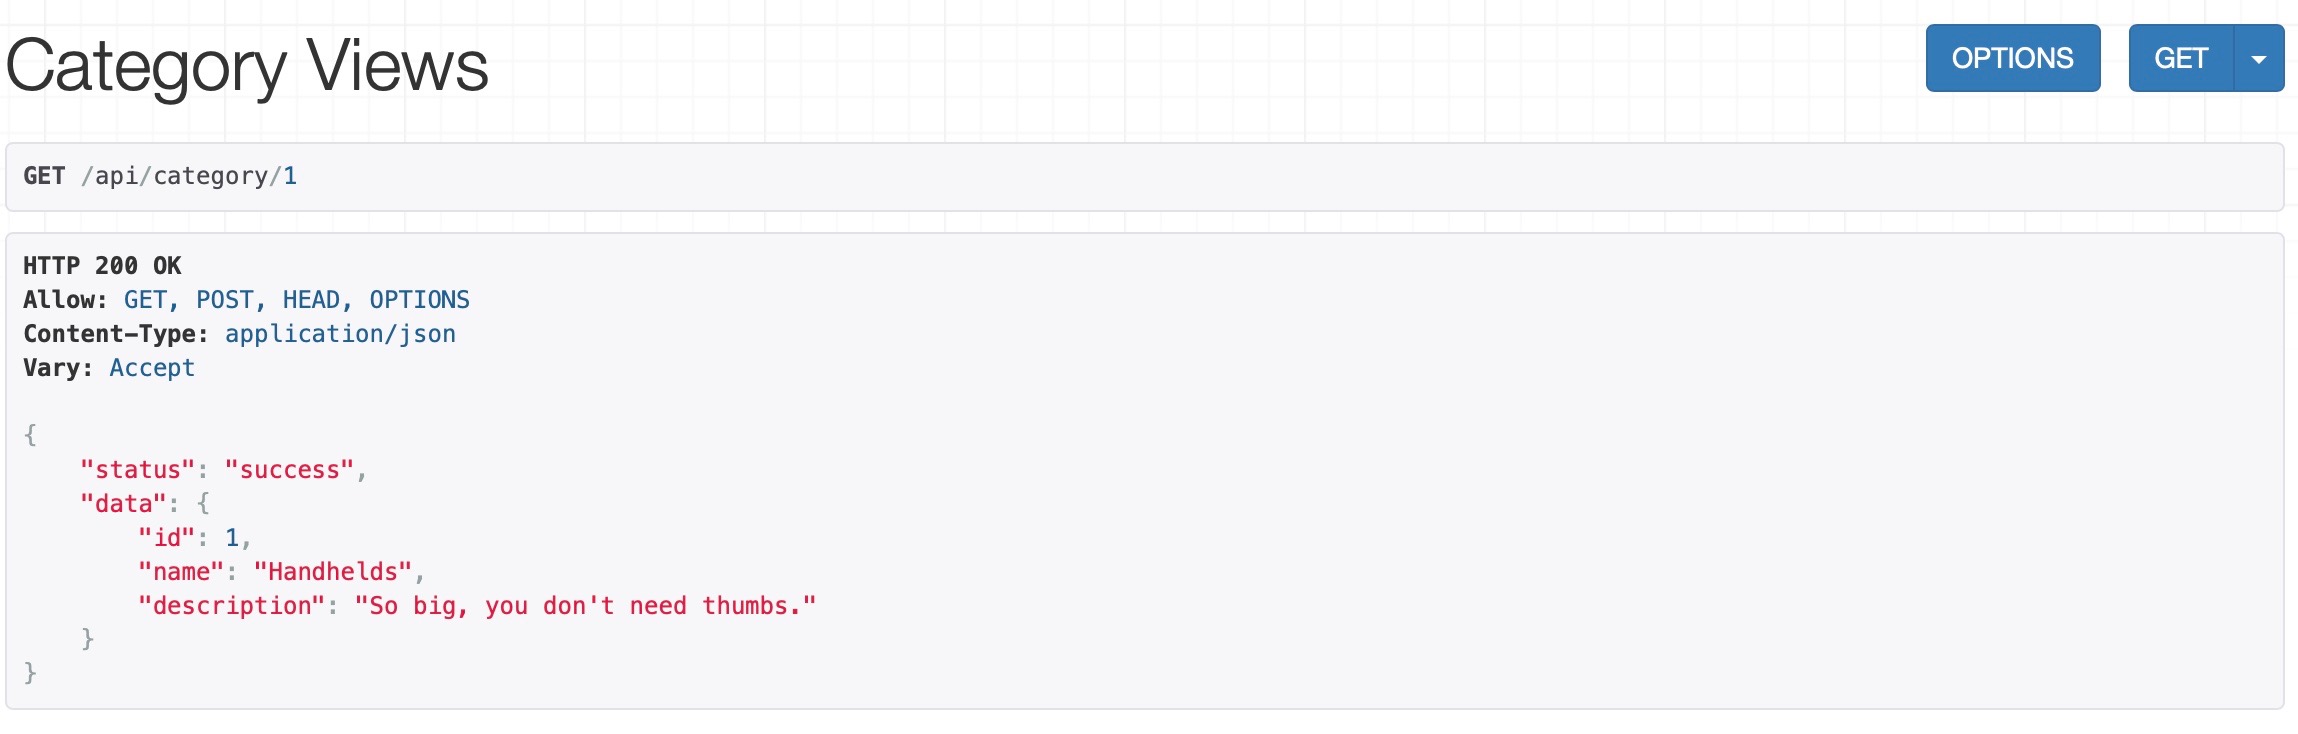 Category Views
OPTIONS
GET
GET /api/category/1
HTTP 200 OK
Allow: GET, POST, HEAD, OPTIONS
Content-Type: application/json
Vary: Accept
{
"status": "success",
"data": {
"id": 1,
"name": "Handhelds",
"description": "So big, you don't need thumbs."
}
}